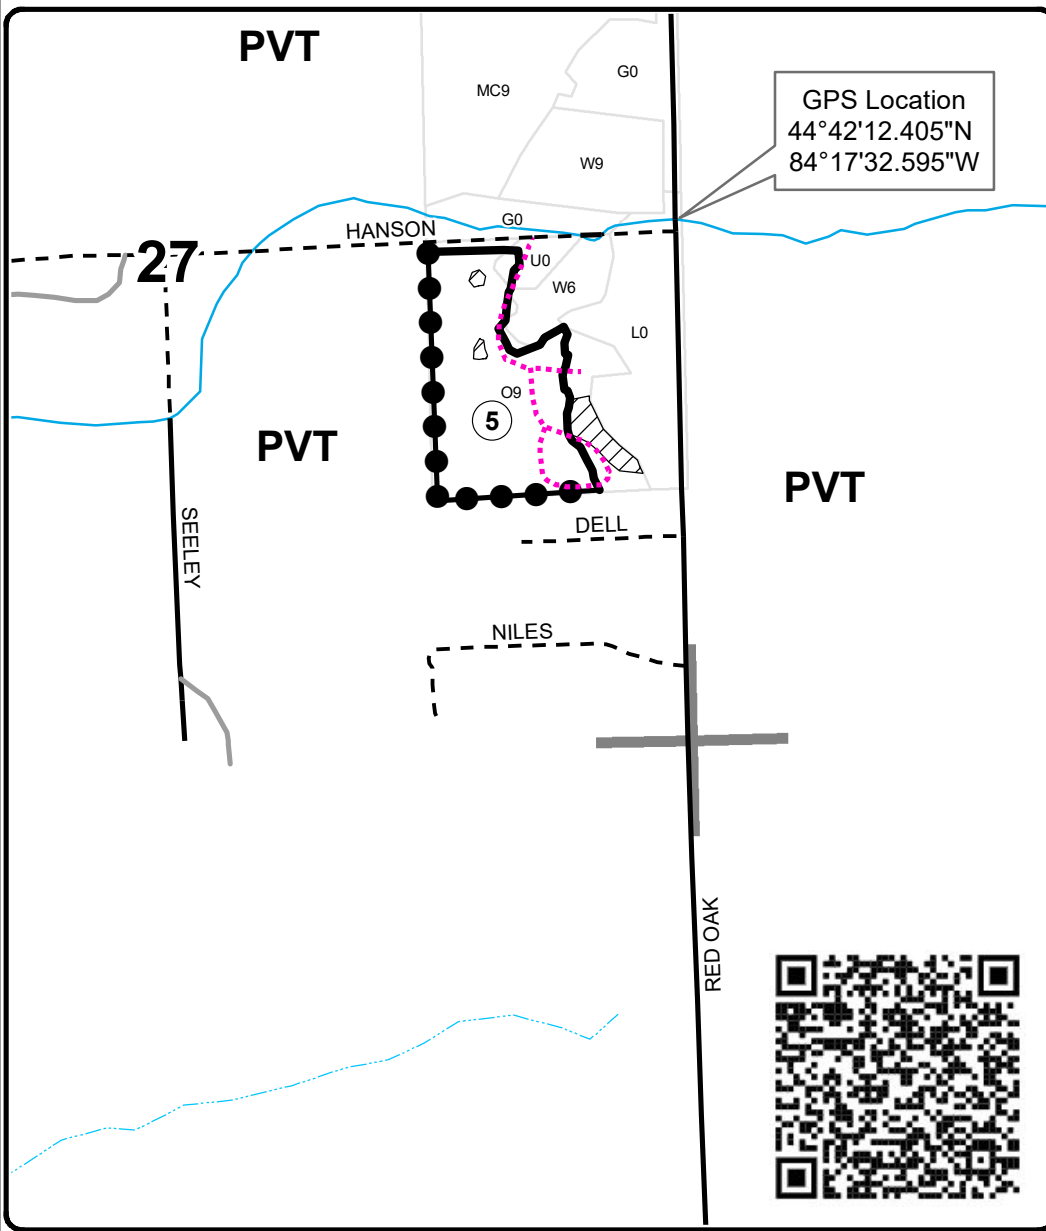 PVT
G0
MC9
GPS Location
44°42'12.405"N
84°17'32.595"W
W9
G0
HANSON
27
U0
W6
L0
O9
5
PVT
PVT
DELL
SEELEY
NILES
RED OAK